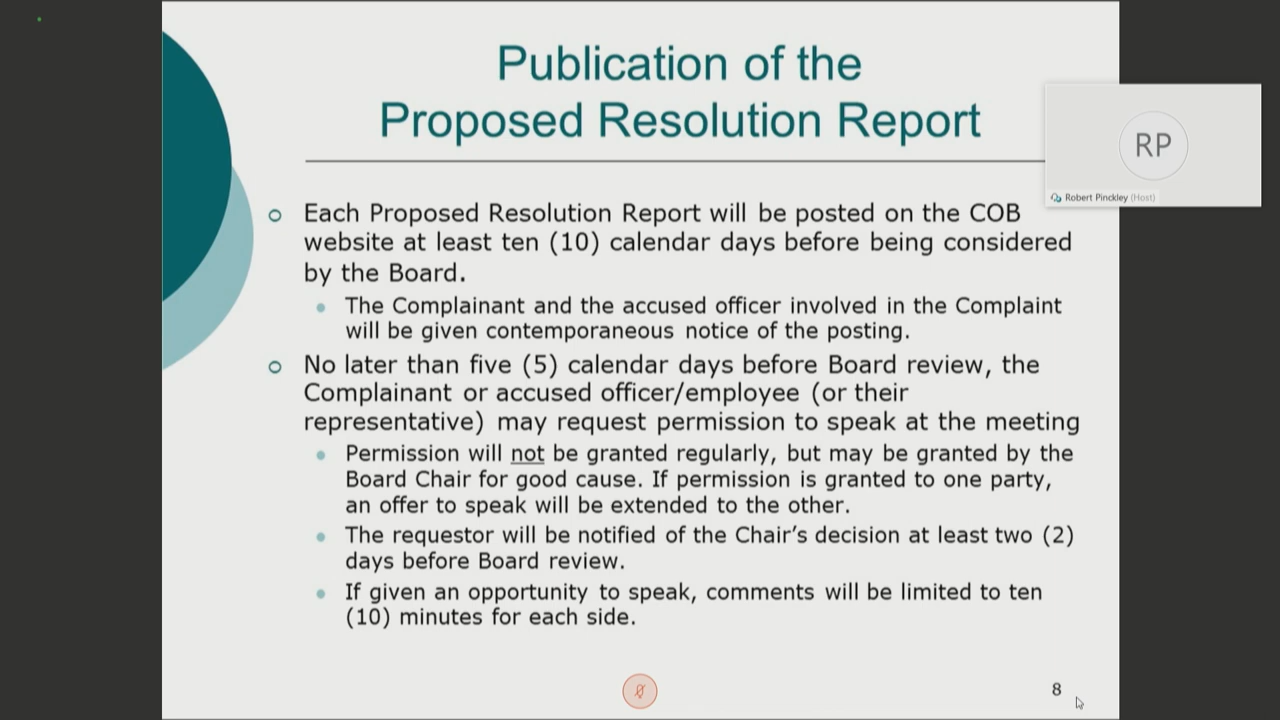 Publication of the
Proposed Resolution Report
RP
Robert Pinckley (Host)
Each Proposed Resolution Report will be posted on the COB
website at least ten (10) calendar days before being considered
by the Board.
The Complainant and the accused officer involved in the Complaint
will be given contemporaneous notice of the posting.
No later than five (5) calendar days before Board review, the
Complainant or accused officer/employee (or their
representative) may request permission to speak at the meeting
Permission will not be granted regularly, but may be granted by the
Board Chair for good cause. If permission is granted to one party,
an offer to speak will be extended to the other.
The requestor will be notified of the Chair’s decision at least two (2)
days before Board review.
If given an opportunity to speak, comments will be limited to ten
(10) minutes for each side.
8